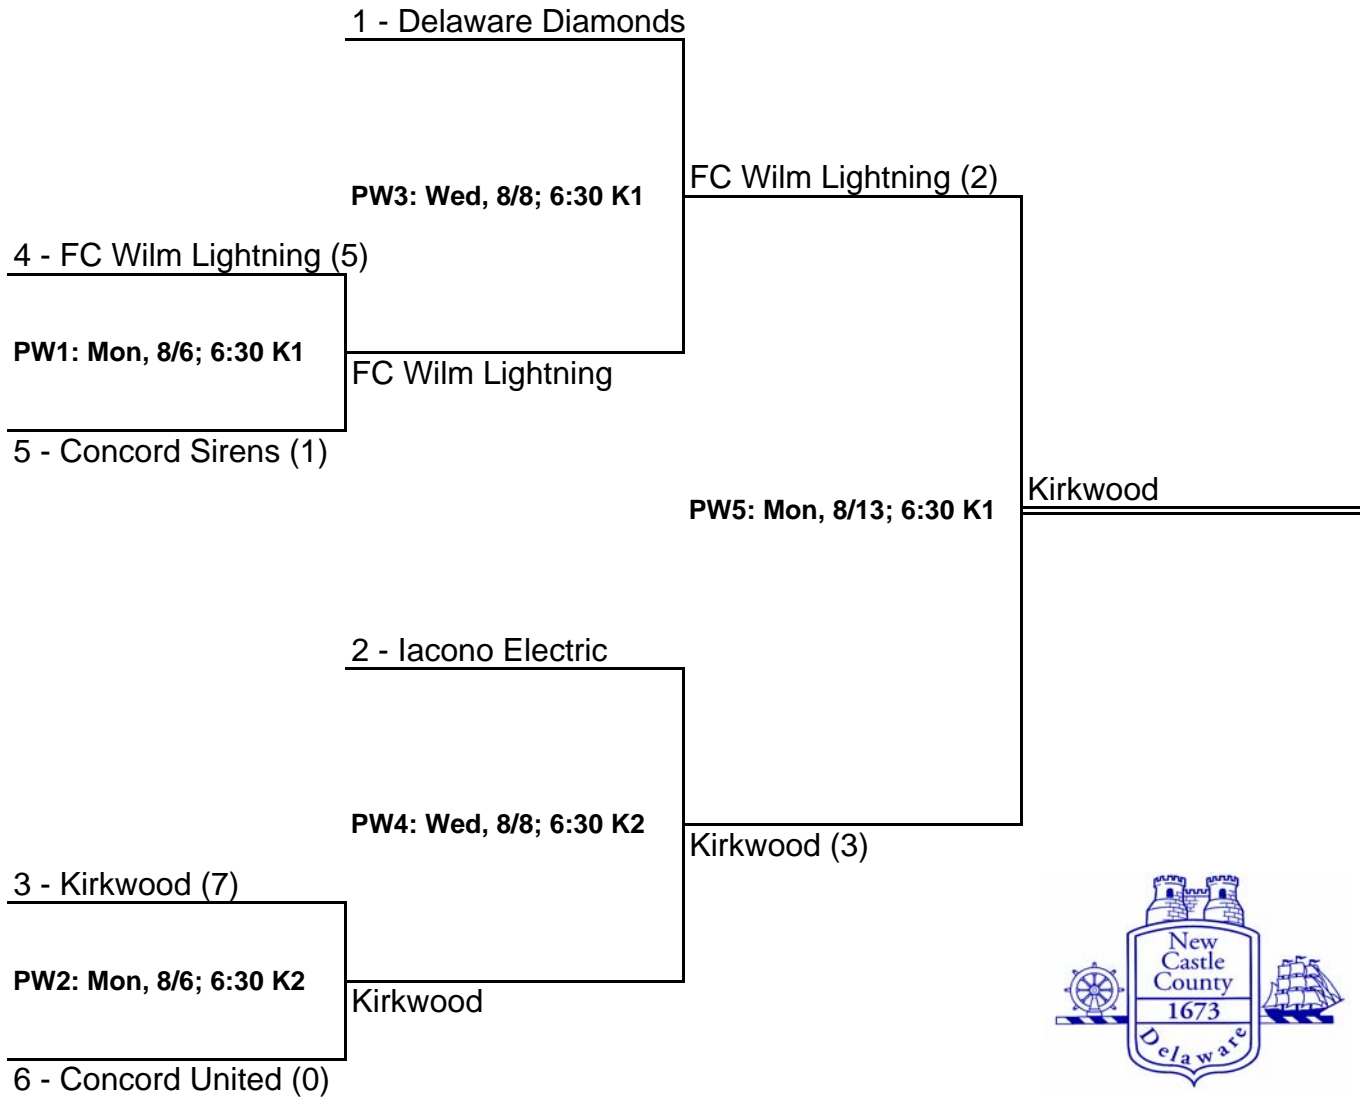 1 - Delaware Diamonds
FC Wilm Lightning (2)
PW3: Wed, 8/8; 6:30 K1
4 - FC Wilm Lightning (5)
PW1: Mon, 8/6; 6:30 K1
FC Wilm Lightning
5 - Concord Sirens (1)
Kirkwood
PW5: Mon, 8/13; 6:30 K1
2 - Iacono Electric
PW4: Wed, 8/8; 6:30 K2
Kirkwood (3)
3 - Kirkwood (7)
PW2: Mon, 8/6; 6:30 K2
Kirkwood
6 - Concord United (0)
New
Castle
County
1673
Delaware